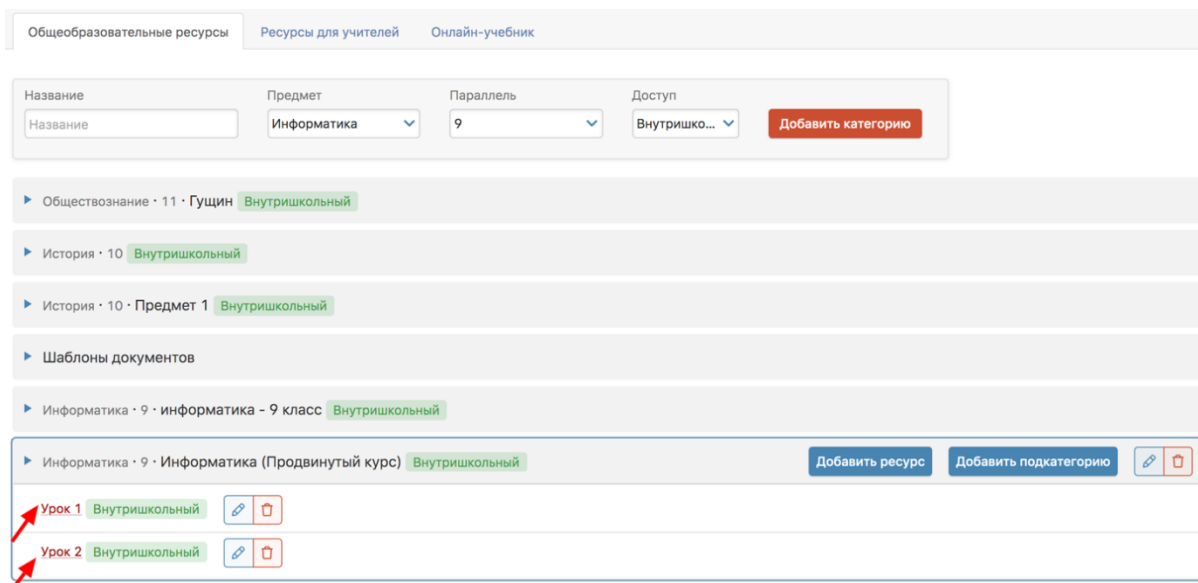 Общеобразовательные ресурсы Ресурсы для учителей Онлайн-учебник
Название Предмет Параллель Доступ
Название Информатика 9 Внутришко... Добавить категорию
Обществознание · 11 · Гущин Внутришкольный
История · 10 Внутришкольный
История · 10 · Предмет 1 Внутришкольный
Шаблоны документов
Информатика · 9 · информатика - 9 класс Внутришкольный
Информатика · 9 · Информатика (Продвинутый курс) Внутришкольный Добавить ресурс Добавить подкатегорию
Урок 1 Внутришкольный
Урок 2 Внутришкольный